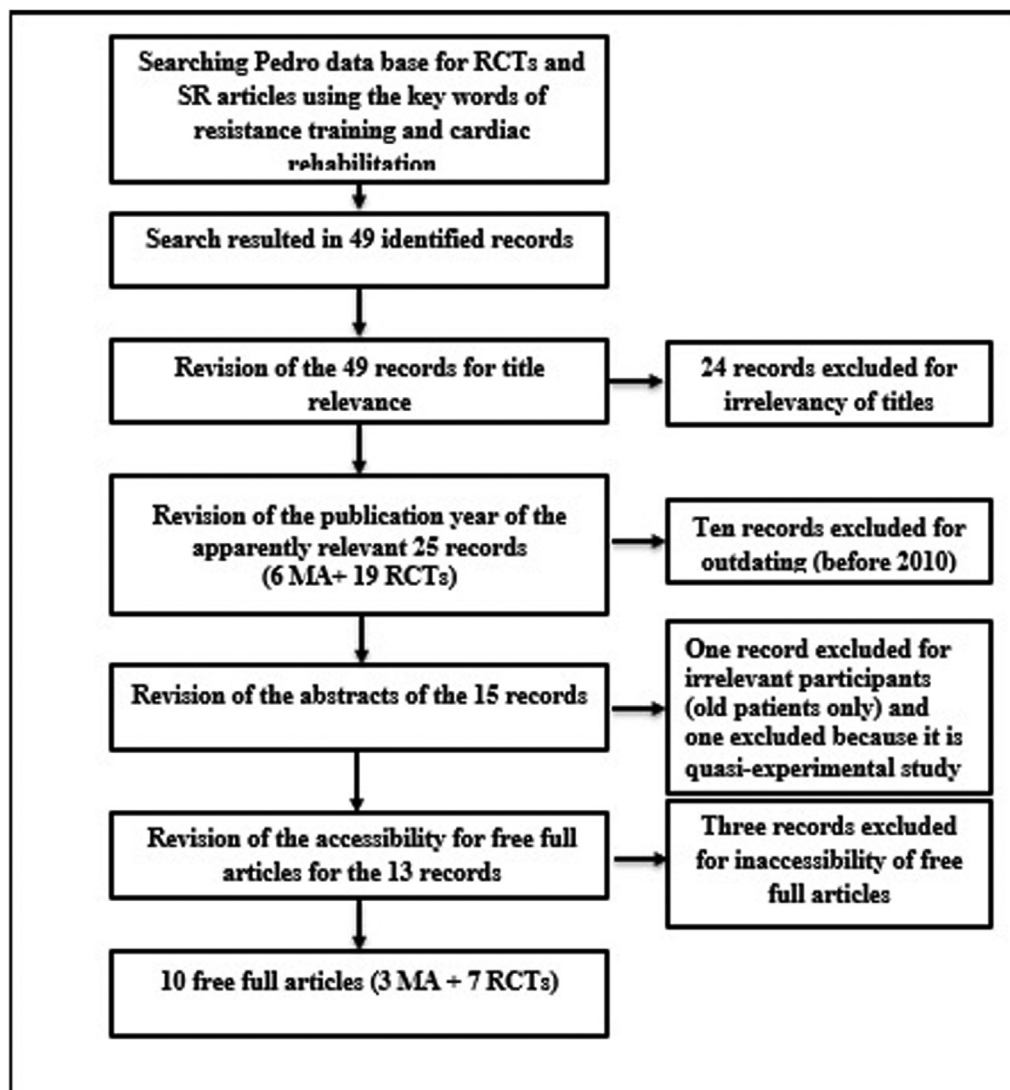 Searching Pedro data base for RCTs and
SR articles using the key words of
resistance training and cardiac
rehabilitation
Search resulted in 49 identified records
Revision of the 49 records for title
relevance
24 records excluded for
irrelevancy of titles
Revision of the publication year of the
apparently relevant 25 records
(6 MA+ 19 RCTs)
Ten records excluded for
outdating (before 2010)
Revision of the abstracts of the 15 records
One record excluded for
irrelevant participants
(old patients only) and
one excluded because it is
quasi-experimental study
Revision of the accessibility for free full
articles for the 13 records
Three records excluded
for inaccessibility of free
full articles
10 free full articles (3 MA + 7 RCTs)